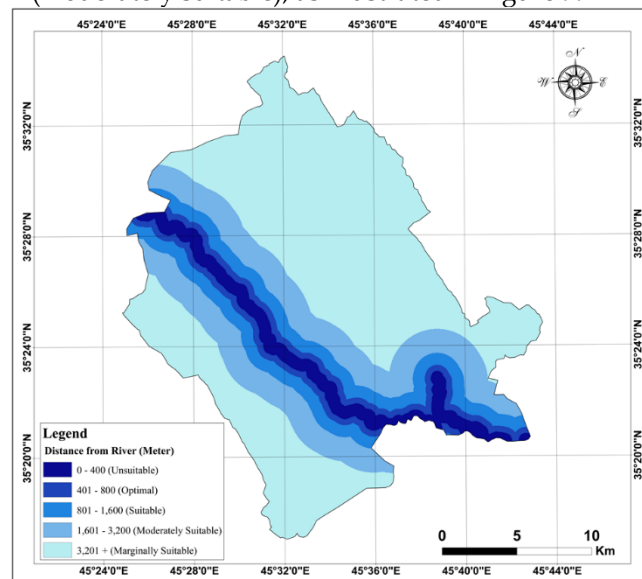 45°24'0"E 45°28'0"E 45°32'0"E 45°36'0"E 45°40'0"E 45°44'0"E
N
W E
S
35°32'0"N 35°32'0"N
35°28'0"N 35°28'0"N
35°24'0"N 35°24'0"N
35°20'0"N 35°20'0"N
Legend
Distance from River (Meter)
0 - 400 (Unsuitable)
401 - 800 (Optimal)
801 - 1,600 (Suitable)
1,601 - 3,200 (Moderately Suitable)
3,201 + (Marginally Suitable)
0 5 10
Km
45°24'0"E 45°28'0"E 45°32'0"E 45°36'0"E 45°40'0"E 45°44'0"E